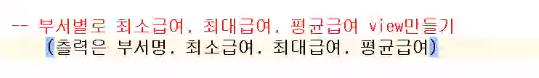 -- 부서별로 최소급여. 최대급여. 평균급여 view만들기
(츨력은 부서명. 최소급여. 최대급여. 평균급여)